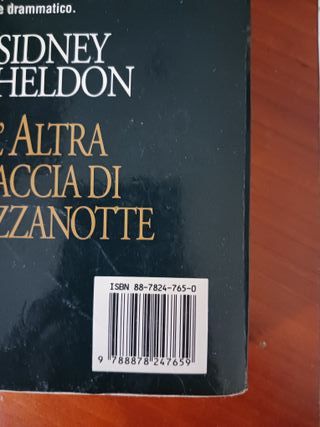 e drammatico.
SIDNEY
HELDON
L'ALTRA
ACCIA DI
ZZANOTTE
ISBN 88-7824-765-0
9 788878 247659